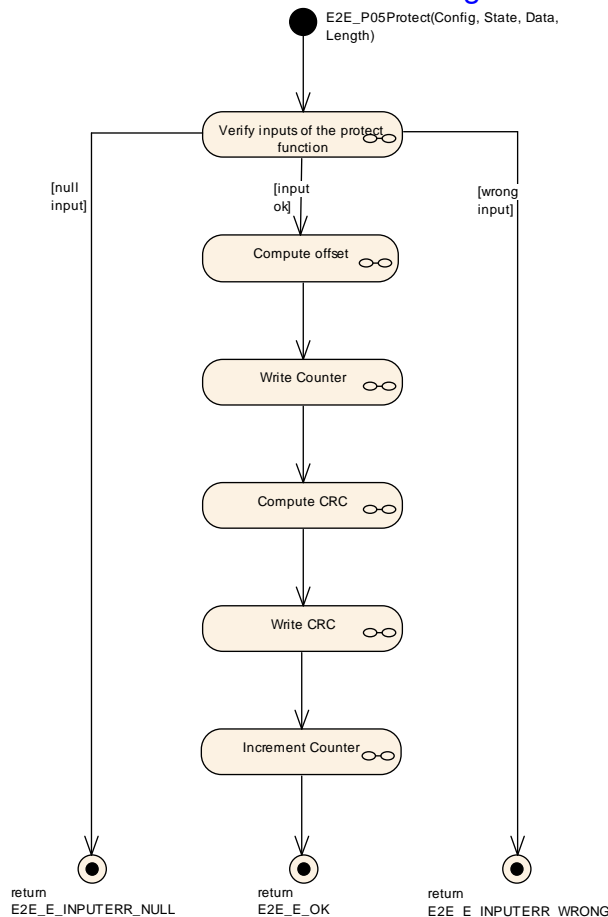 E2E_P05Protect(Config, State, Data,
Length)
Verify inputs of the protect
function
[null
input]
[input
ok]
[wrong
input]
Compute offset
Write Counter
Compute CRC
Write CRC
Increment Counter
return
E2E_E_INPUTERR_NULL
return
E2E_E_OK
return
E2E_E_INPUTERR_WRONG